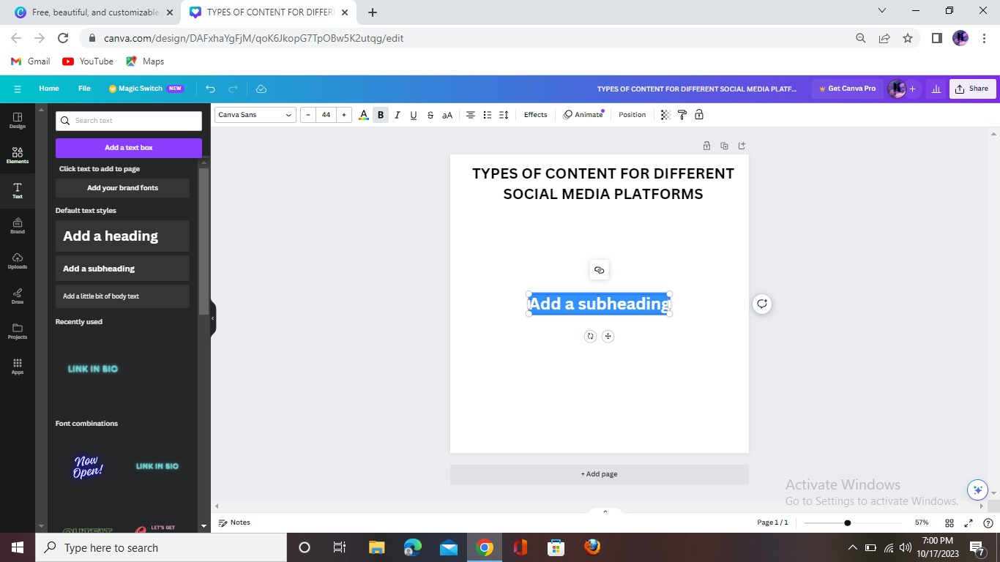 Free, beautiful, and customizable
TYPES OF CONTENT FOR DIFFER
canva.com/design/DAFxhaYgFjM/qoK6JkopG7TpOBw5K2utqg/edit
Gmail
YouTube
Maps
Home
File
Magic Switch
NEW
TYPES OF CONTENT FOR DIFFERENT SOCIAL MEDIA PLATF...
Get Canva Pro
Share
Design
Elements
Text
Brand
Uploads
Draw
Projects
Apps
Search text
Add a text box
Click text to add to page
Add your brand fonts
Default text styles
Add a heading
Add a subheading
Add a little bit of body text
Recently used
LINK IN BIO
Font combinations
Now
Open!
LINK IN BIO
OUTFIT
LET'S GET
Canva Sans
- 44 +
A B I U S aA
Effects
Animate
Position
TYPES OF CONTENT FOR DIFFERENT
SOCIAL MEDIA PLATFORMS
Add a subheading
+ Add page
Activate Windows
Go to Settings to activate Windows.
Notes
Page 1 / 1
57%
Type here to search
7:00 PM
10/17/2023
7